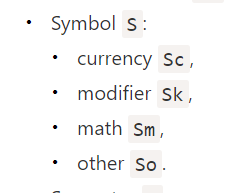 • Symbol S:
• currency Sc,
• modifier Sk,
• math Sm,
• other So.